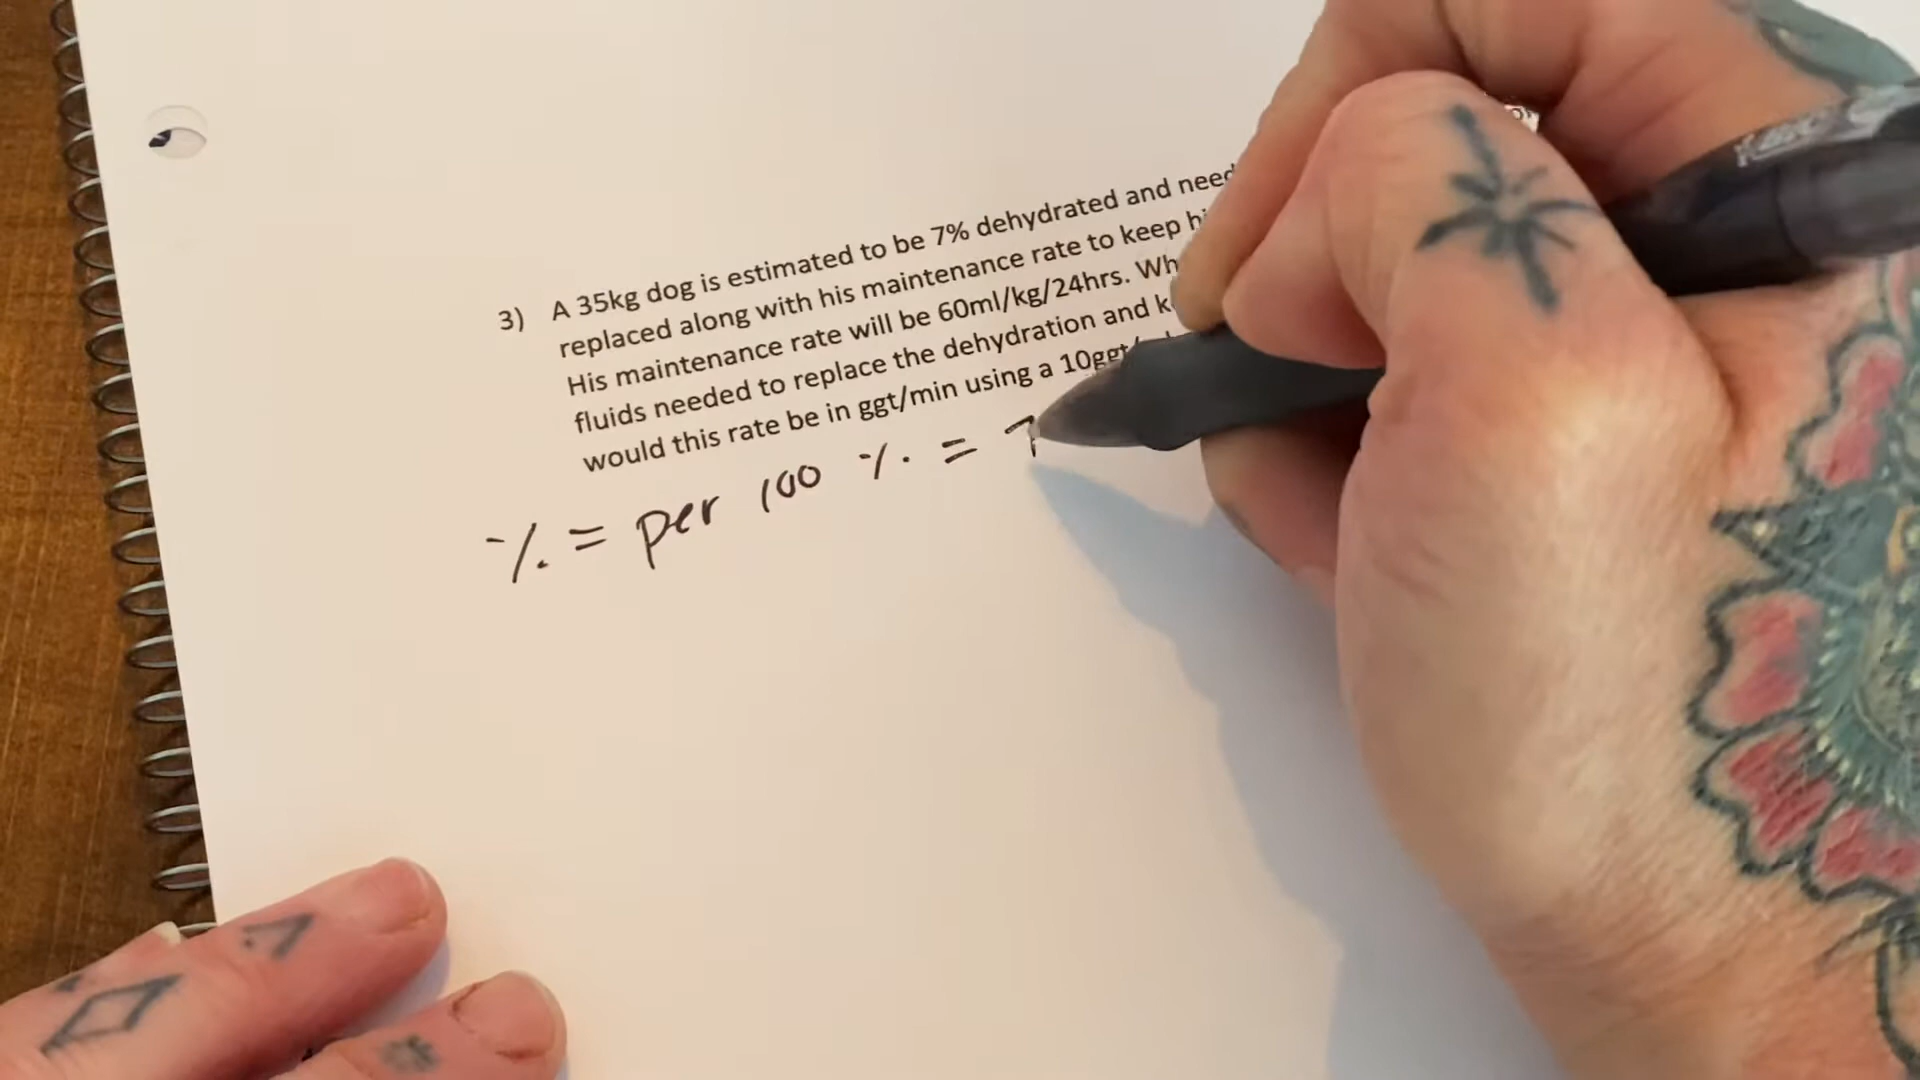 3) A 35kg dog is estimated to be 7% dehydrated and need
replaced along with his maintenance rate to keep
His maintenance rate will be 60ml/kg/24hrs.
fluids needed to replace the dehydration and
would this rate be in ggt/min using a 10ggt/
% = per 100 % = 7